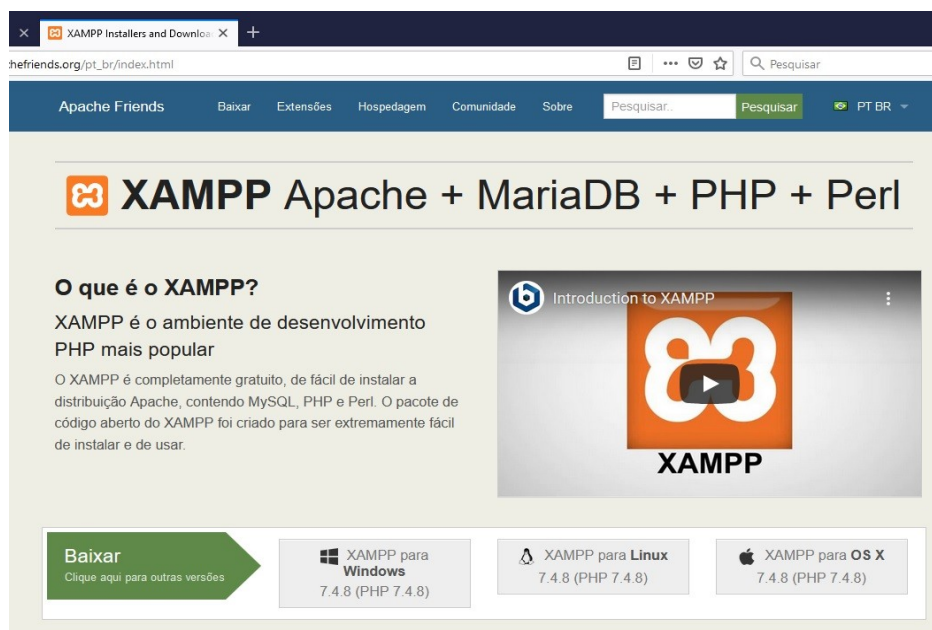 XAMPP Installers and Downloa
hefriends.org/pt_br/index.html
Pesquisar
Apache Friends Baixar Extensões Hospedagem Comunidade Sobre Pesquisar.. Pesquisar PT BR
XAMPP Apache + MariaDB + PHP + Perl
O que é o XAMPP?
XAMPP é o ambiente de desenvolvimento
PHP mais popular
O XAMPP é completamente gratuito, de fácil de instalar a
distribuição Apache, contendo MySQL, PHP e Perl. O pacote de
código aberto do XAMPP foi criado para ser extremamente fácil
de instalar e de usar.
Introduction to XAMPP
XAMPP
Baixar
Clique aqui para outras versões
XAMPP para
Windows
7.4.8 (PHP 7.4.8)
XAMPP para Linux
7.4.8 (PHP 7.4.8)
XAMPP para OS X
7.4.8 (PHP 7.4.8)